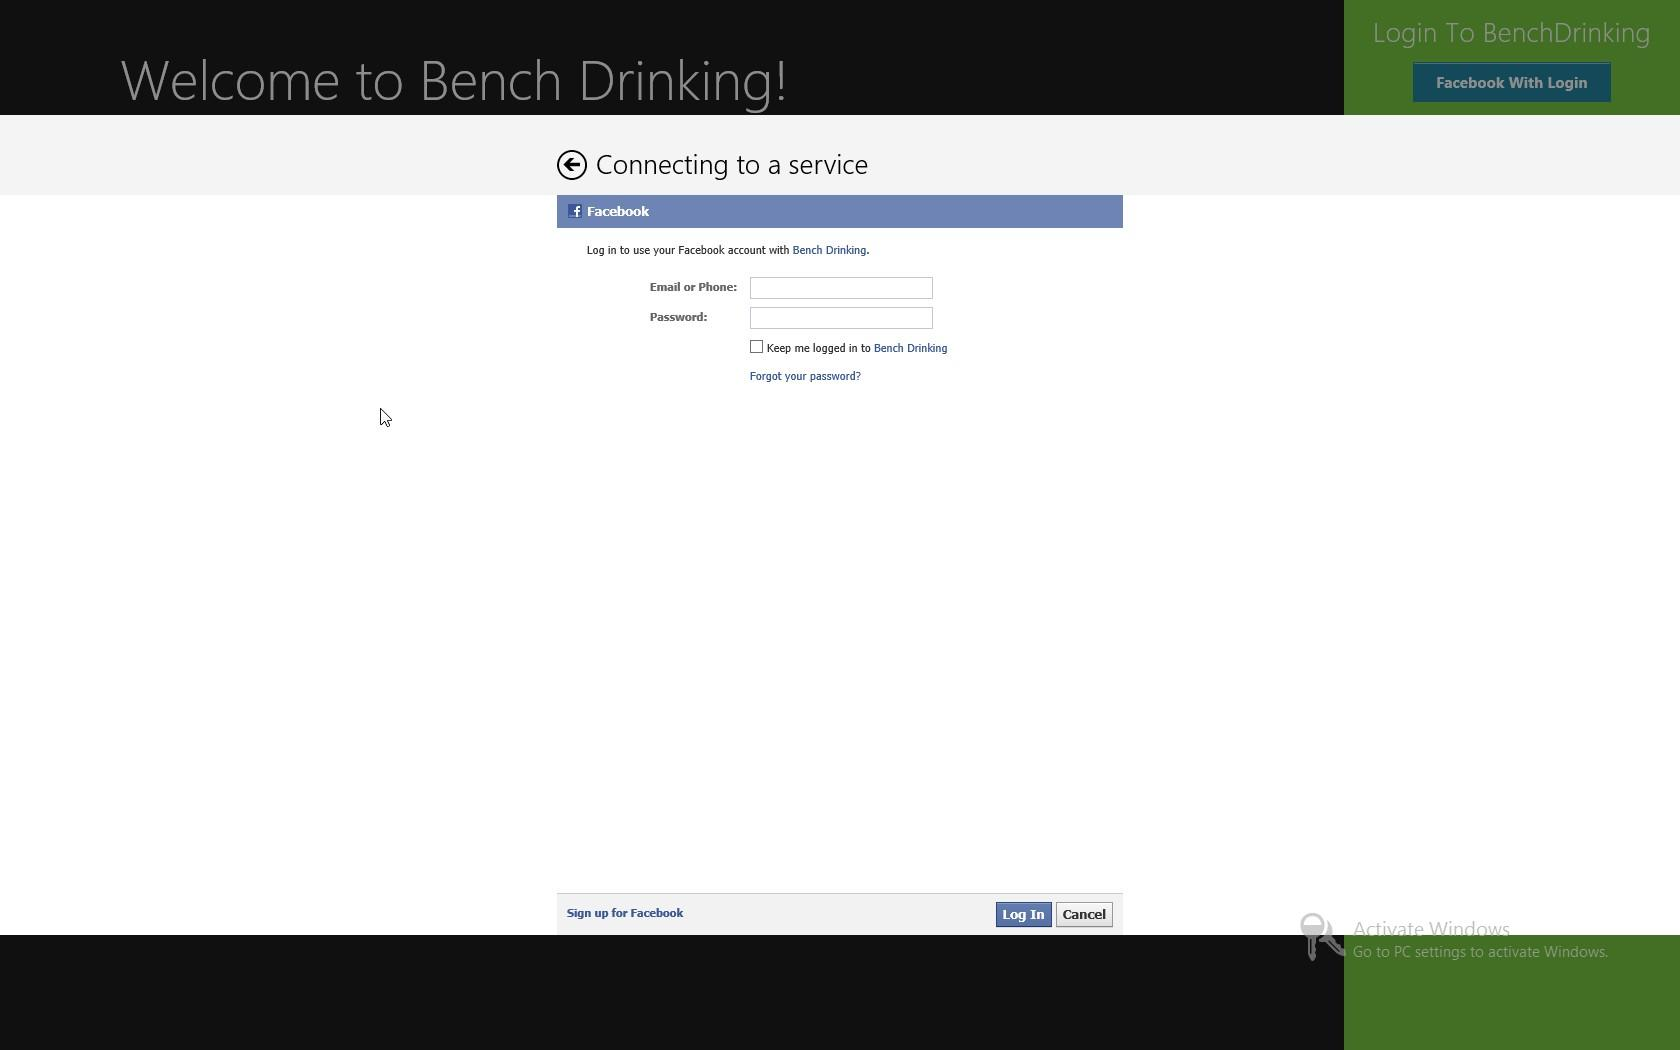 Login To BenchDrinking
Welcome to Bench Drinking!
Facebook With Login
Connecting to a service
Facebook
Log in to use your Facebook account with Bench Drinking.
Email or Phone:
Password:
Keep me logged in to Bench Drinking
Forgot your password?
Sign up for Facebook
Log In
Cancel
Activate Windows
Go to PC settings to activate Windows.